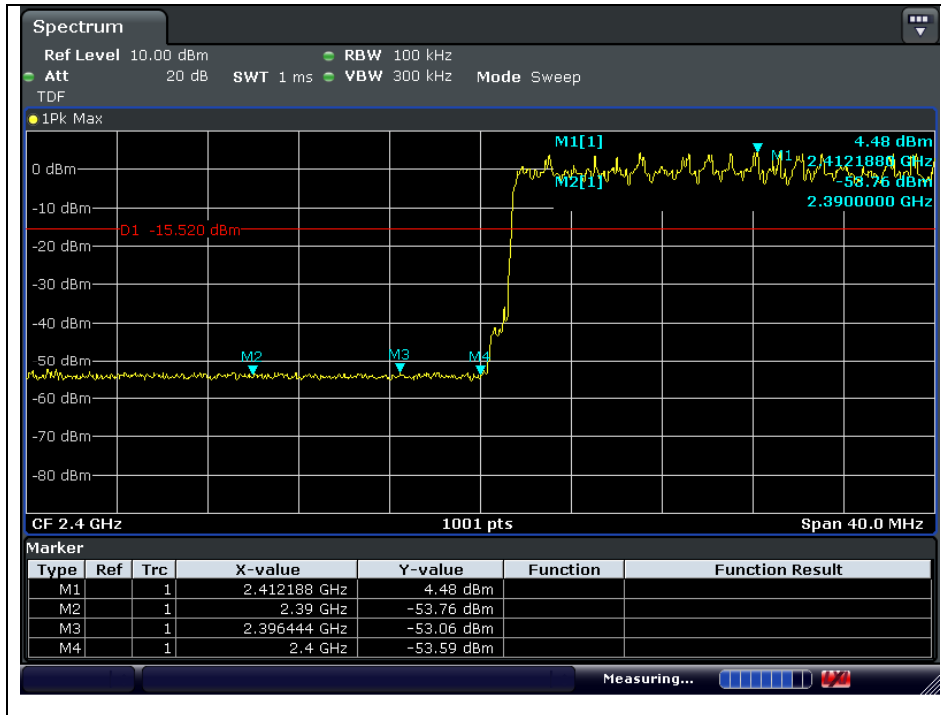 Spectrum
Ref Level 10.00 dBm RBW 100 kHz
Att 20 dB SWT 1 ms VBW 300 kHz Mode Sweep
TDF
1Pk Max
M1[1] 4.48 dBm
M1 2.4121880 GHz
M2[1] -53.76 dBm
2.3900000 GHz
0 dBm
-10 dBm
D1 -15.520 dBm
-20 dBm
-30 dBm
-40 dBm
M2 M3 M4
-50 dBm
-60 dBm
-70 dBm
-80 dBm
CF 2.4 GHz 1001 pts Span 40.0 MHz
Marker
Type Ref Trc X-value Y-value Function Function Result
M1 1 2.412188 GHz 4.48 dBm
M2 1 2.39 GHz -53.76 dBm
M3 1 2.396444 GHz -53.06 dBm
M4 1 2.4 GHz -53.59 dBm
Measuring...